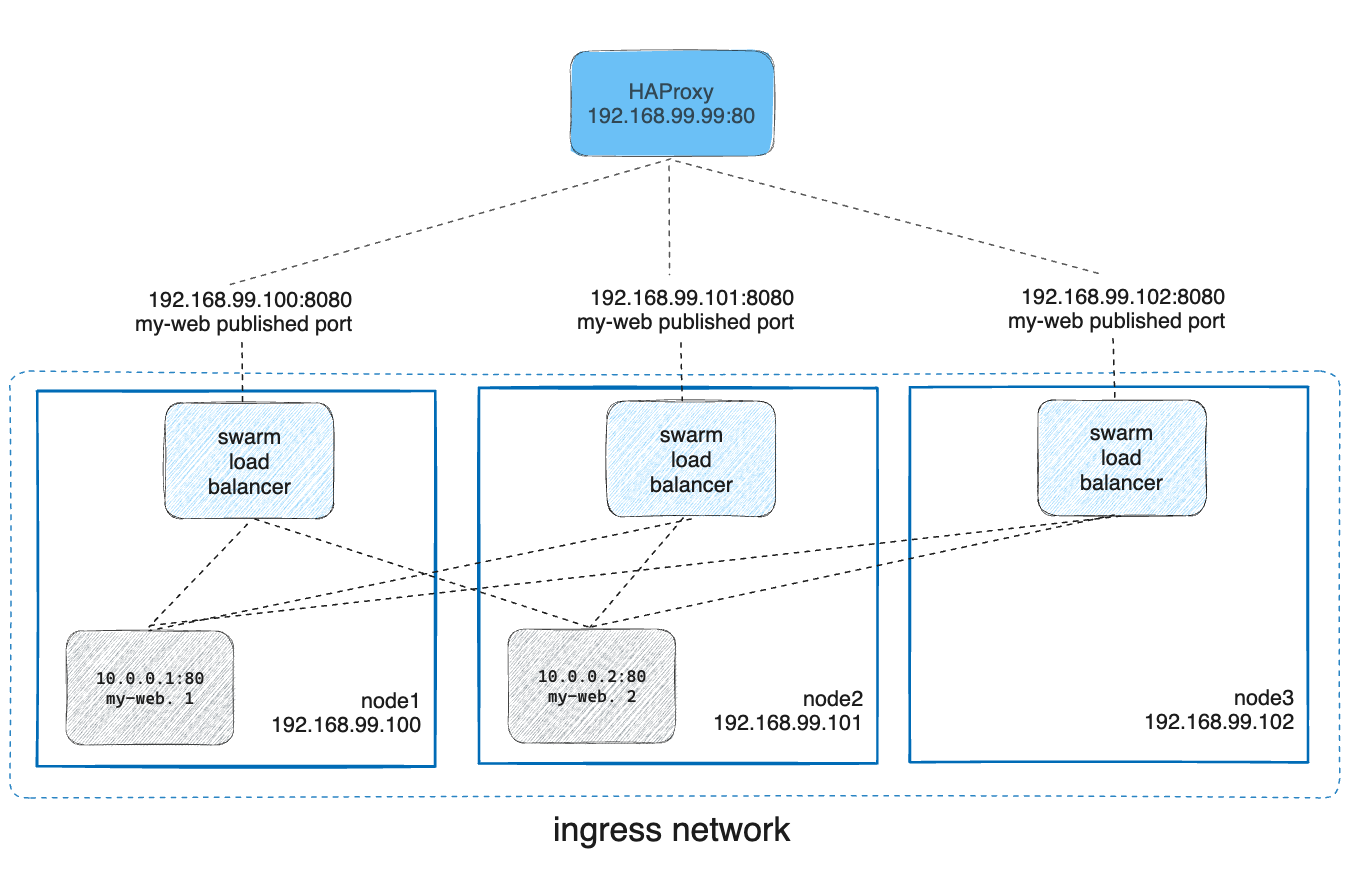 HAProxy
192.168.99.99:80
192.168.99.100:8080
my-web published port
192.168.99.101:8080
my-web published port
192.168.99.102:8080
my-web published port
swarm
load
balancer
swarm
load
balancer
swarm
load
balancer
10.0.0.1:80
my-web. 1
node1
192.168.99.100
10.0.0.2:80
my-web. 2
node2
192.168.99.101
node3
192.168.99.102
ingress network